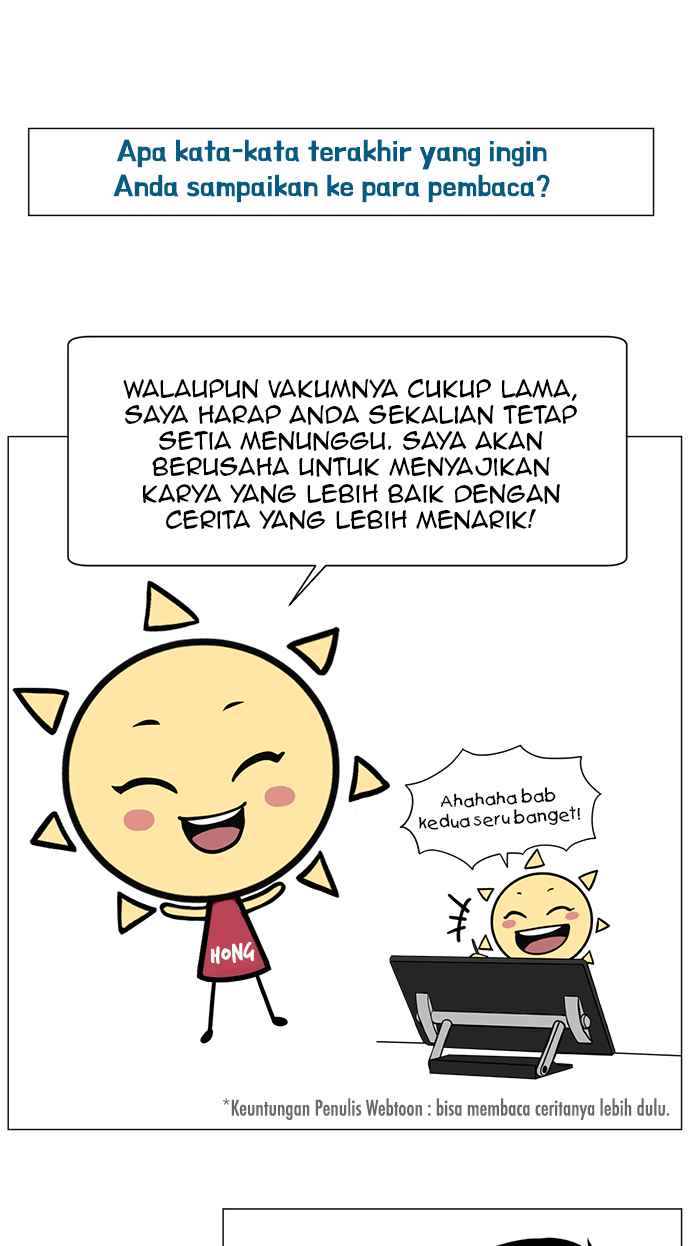 Apa kata-kata terakhir yang ingin
Anda sampaikan ke para pembaca?
WALAUPUN VAKUMNYA CUKUP LAMA,
SAYA HARAP ANDA SEKALIAN TETAP
SETIA MENUNGGU. SAYA AKAN
BERUSAHA UNTUK MENYAJIKAN
KARYA YANG LEBIH BAIK DENGAN
CERITA YANG LEBIH MENARIK!
Ahahaha bab
kedua seru banget!
HONG
*Keuntungan Penulis Webtoon : bisa membaca ceritanya lebih dulu.